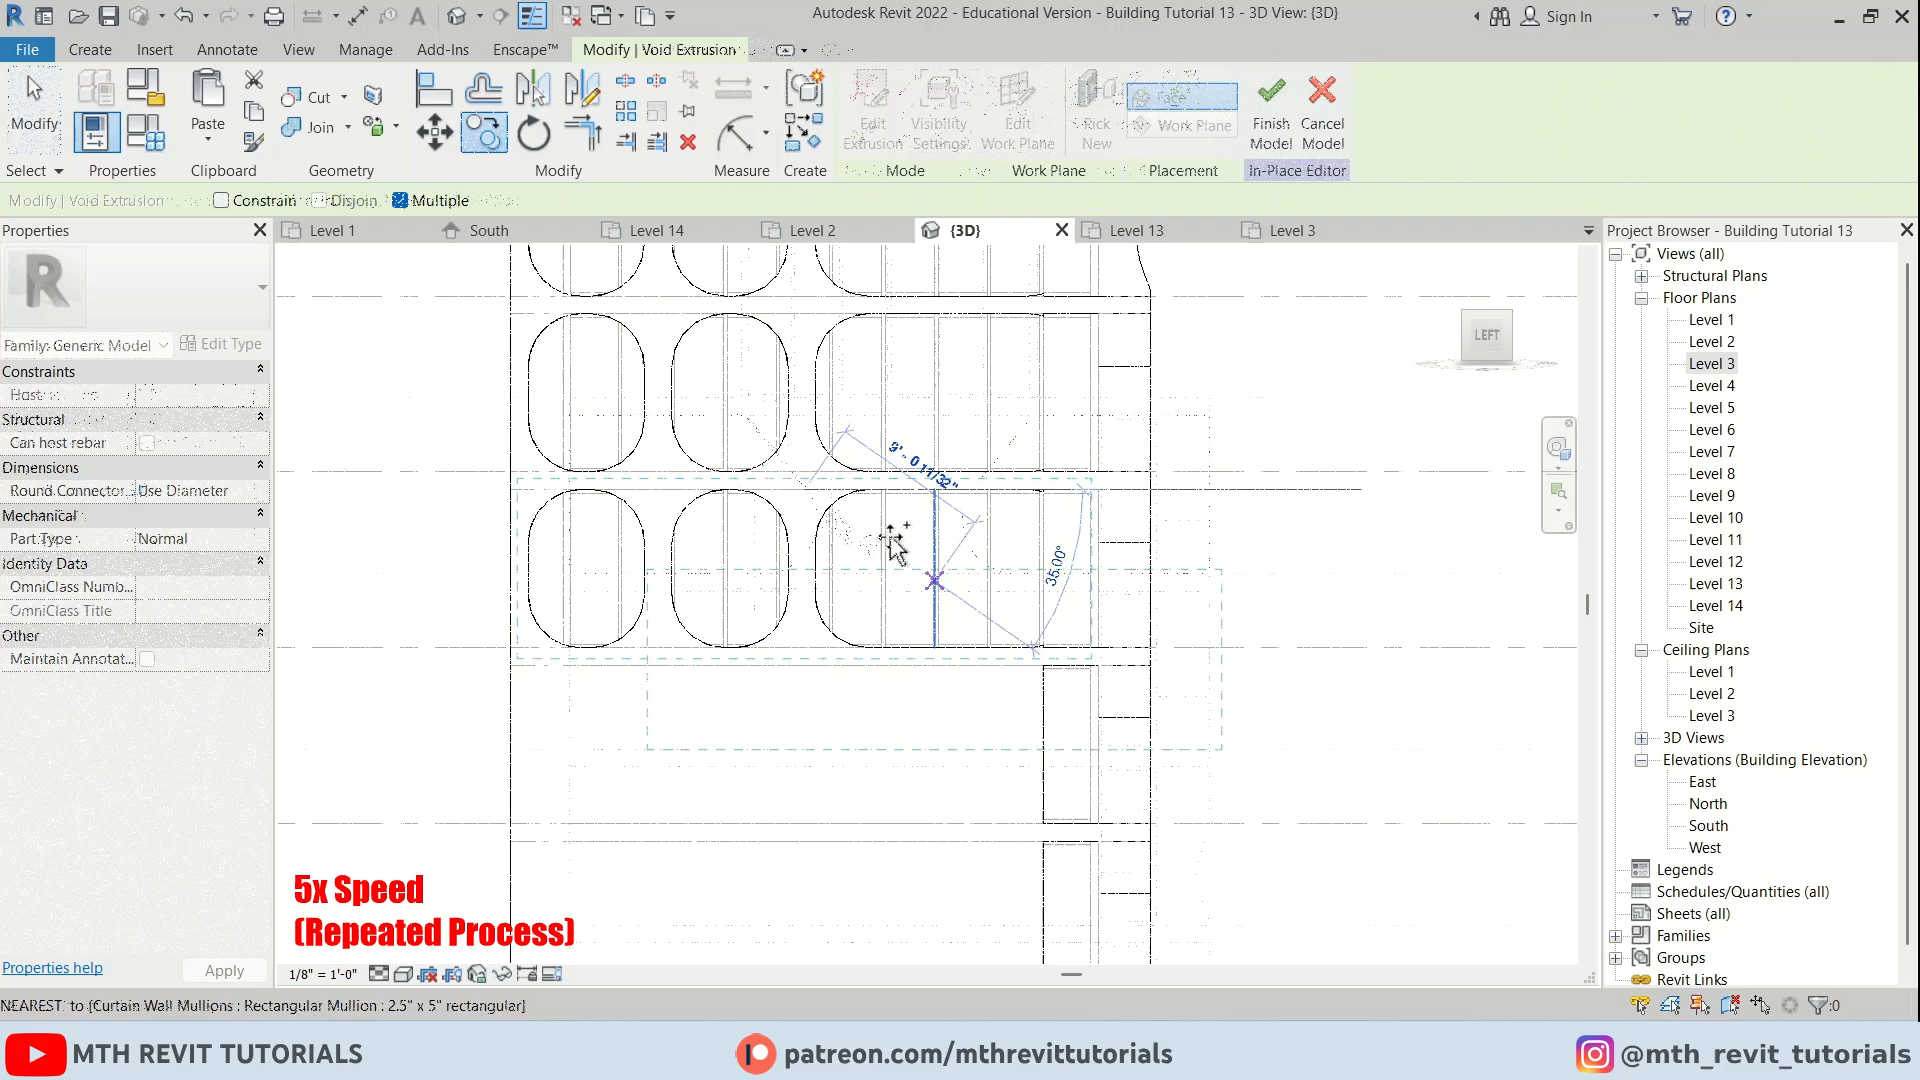 Autodesk Revit 2022 - Educational Version - Building Tutorial 13 - 3D View: {3D}
Sign In
File Create Insert Annotate View Manage Add-Ins Enscape™ Modify | Void Extrusion
Modify
Paste
Cut
Join
Edit Extrusion
Visibility Settings
Edit Work Plane
Pick New
Face
Work Plane
Finish Model
Cancel Model
Select Properties Clipboard Geometry Modify Measure Create Mode Work Plane Placement In-Place Editor
Modify | Void Extrusion Constrain Disjoin Multiple
Properties
Level 1 South Level 14 Level 2 {3D} Level 13 Level 3
Project Browser - Building Tutorial 13
R
Family: Generic Model
Edit Type
Constraints
Host
Structural
Can host rebar
Dimensions
Round Connector... Use Diameter
Mechanical
Part Type Normal
Identity Data
OmniClass Numb...
OmniClass Title
Other
Maintain Annotat...
Properties help
Apply
9' - 0 11/32"
35.00°
LEFT
5x Speed
(Repeated Process)
1/8" = 1'-0"
Views (all)
Structural Plans
Floor Plans
Level 1
Level 2
Level 3
Level 4
Level 5
Level 6
Level 7
Level 8
Level 9
Level 10
Level 11
Level 12
Level 13
Level 14
Site
Ceiling Plans
Level 1
Level 2
Level 3
3D Views
Elevations (Building Elevation)
East
North
South
West
Legends
Schedules/Quantities (all)
Sheets (all)
Families
Groups
Revit Links
NEAREST to [Curtain Wall Mullions : Rectangular Mullion : 2.5" x 5" rectangular]
:0
MTH REVIT TUTORIALS
patreon.com/mthrevittutorials
@mth_revit_tutorials